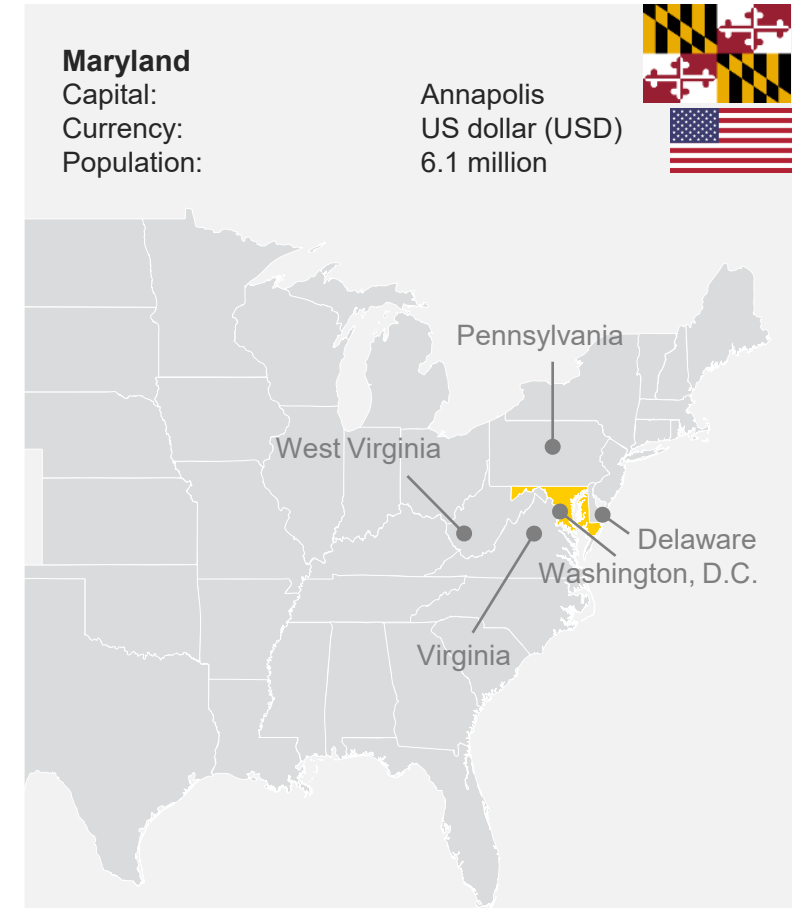 Maryland
Capital: Annapolis
Currency: US dollar (USD)
Population: 6.1 million
Pennsylvania
West Virginia
Delaware
Washington, D.C.
Virginia